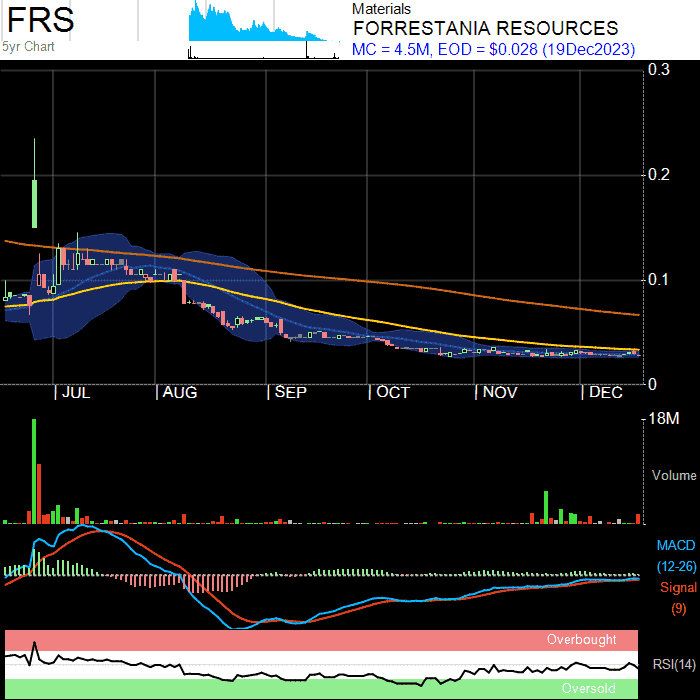 FRS
5yr Chart
Materials
FORRESTANIA RESOURCES
MC = 4.5M, EOD = $0.028 (19Dec2023)
0.3
0.2
0.1
0
JUL AUG SEP OCT NOV DEC
18M
Volume
MACD
(12-26)
Signal
(9)
Overbought
RSI(14)
Oversold